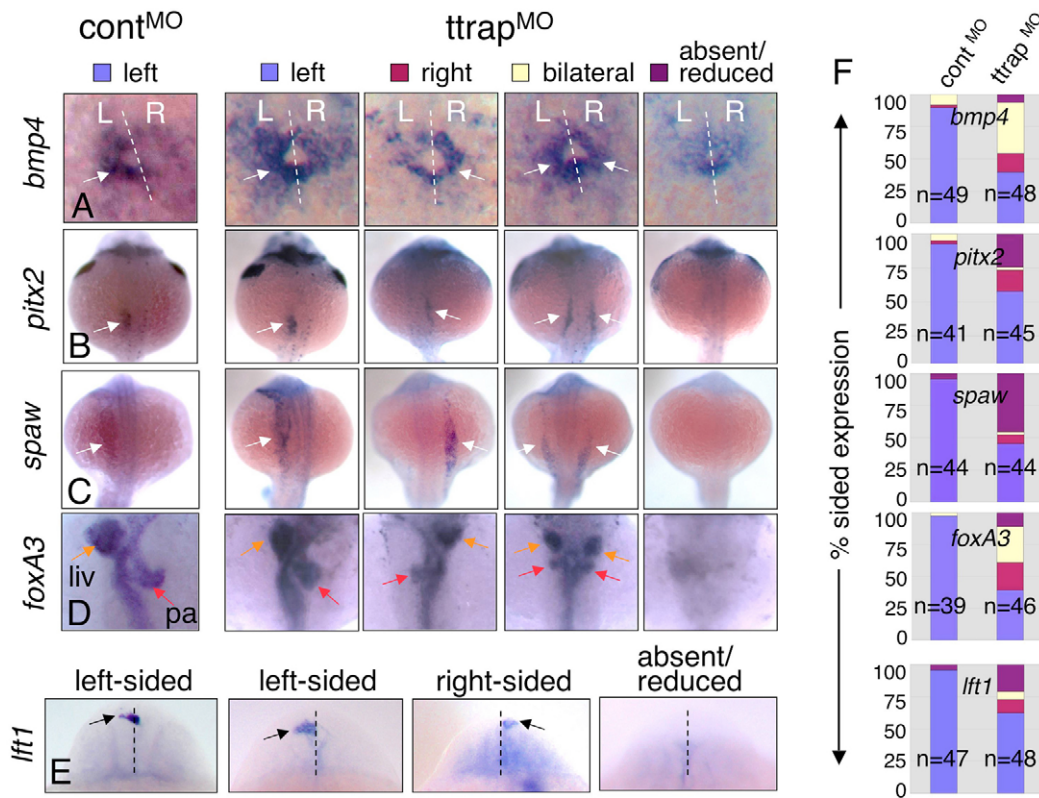 cont MO
ttrap MO
left
left
right
bilateral
absent/
reduced
bmp4
L R
L R
L R
L R
L R
A
pitx2
B
spaw
C
foxA3
liv
pa
D
left-sided
left-sided
right-sided
absent/
reduced
lft1
E
F
cont MO
ttrap MO
% sided expression
100
75
50
25
0
bmp4
n=49
n=48
100
75
50
25
0
pitx2
n=41
n=45
100
75
50
25
0
spaw
n=44
n=44
100
75
50
25
0
foxA3
n=39
n=46
100
75
50
25
0
lft1
n=47
n=48